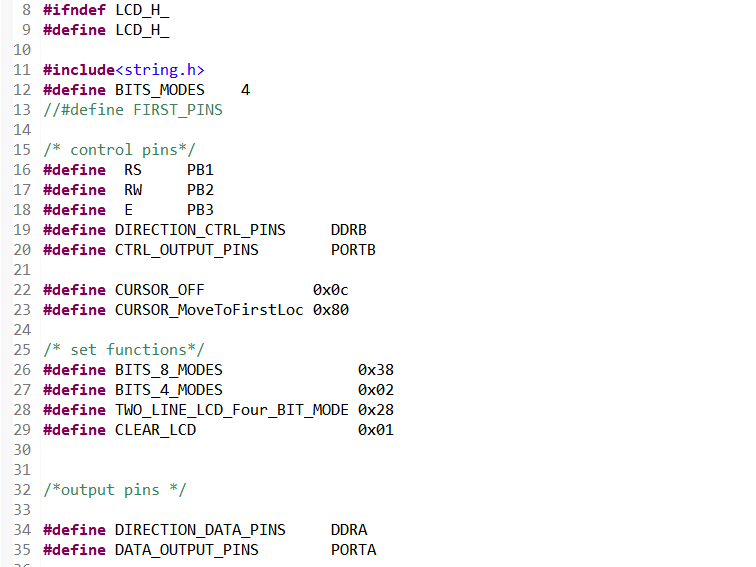 8 #ifndef LCD_H_
9 #define LCD_H_
10
11 #include<string.h>
12 #define BITS_MODES    4
13 //#define FIRST_PINS
14
15 /* control pins*/
16 #define  RS     PB1
17 #define  RW     PB2
18 #define  E      PB3
19 #define DIRECTION_CTRL_PINS     DDRB
20 #define CTRL_OUTPUT_PINS        PORTB
21
22 #define CURSOR_OFF            0x0c
23 #define CURSOR_MoveToFirstLoc 0x80
24
25 /* set functions*/
26 #define BITS_8_MODES               0x38
27 #define BITS_4_MODES               0x02
28 #define TWO_LINE_LCD_Four_BIT_MODE 0x28
29 #define CLEAR_LCD                  0x01
30
31
32 /*output pins */
33
34 #define DIRECTION_DATA_PINS     DDRA
35 #define DATA_OUTPUT_PINS        PORTA